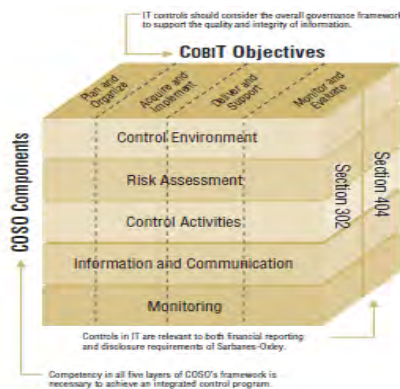 IT controls should consider the overall governance framework
to support the quality and integrity of information.
COBIT Objectives
Plan and
Organize
Acquire and
Implement
Deliver and
Support
Monitor and
Evaluate
COSO Components
Control Environment
Risk Assessment
Control Activities
Information and Communication
Monitoring
Section 302
Section 404
Controls in IT are relevant to both financial reporting
and disclosure requirements of Sarbanes-Oxley.
Competency in all five layers of COSO's framework is
necessary to achieve an integrated control program.